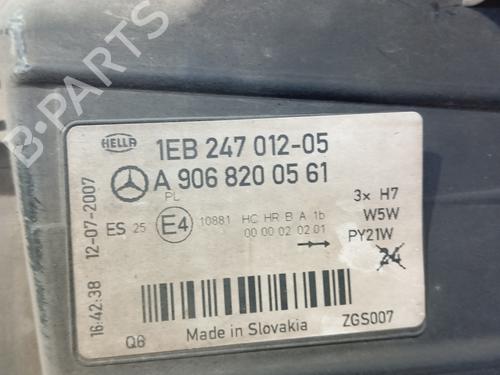 B-PARTS
HELLA
1EB 247 012-05
A 906 820 05 61
PL
3x H7
ES 25 E4 10881 HC HR B A 1b
W5W
00 00 02 02 01
PY21W
24
16:42:38 12-07-2007
Q6 Made in Slovakia ZGS007